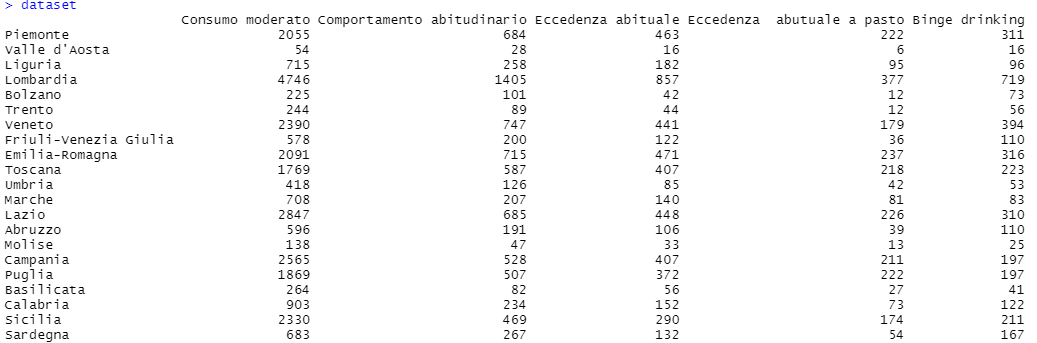 > dataset
Consumo moderato Comportamento abitudinario Eccedenza abituale Eccedenza  abutuale a pasto Binge drinking
Piemonte 2055 684 463 222 311
Valle d'Aosta 54 28 16 6 16
Liguria 715 258 182 95 96
Lombardia 4746 1405 857 377 719
Bolzano 225 101 42 12 73
Trento 244 89 44 12 56
Veneto 2390 747 441 179 394
Friuli-Venezia Giulia 578 200 122 36 110
Emilia-Romagna 2091 715 471 237 316
Toscana 1769 587 407 218 223
Umbria 418 126 85 42 53
Marche 708 207 140 81 83
Lazio 2847 685 448 226 310
Abruzzo 596 191 106 39 110
Molise 138 47 33 13 25
Campania 2565 528 407 211 197
Puglia 1869 507 372 222 197
Basilicata 264 82 56 27 41
Calabria 903 234 152 73 122
Sicilia 2330 469 290 174 211
Sardegna 683 267 132 54 167